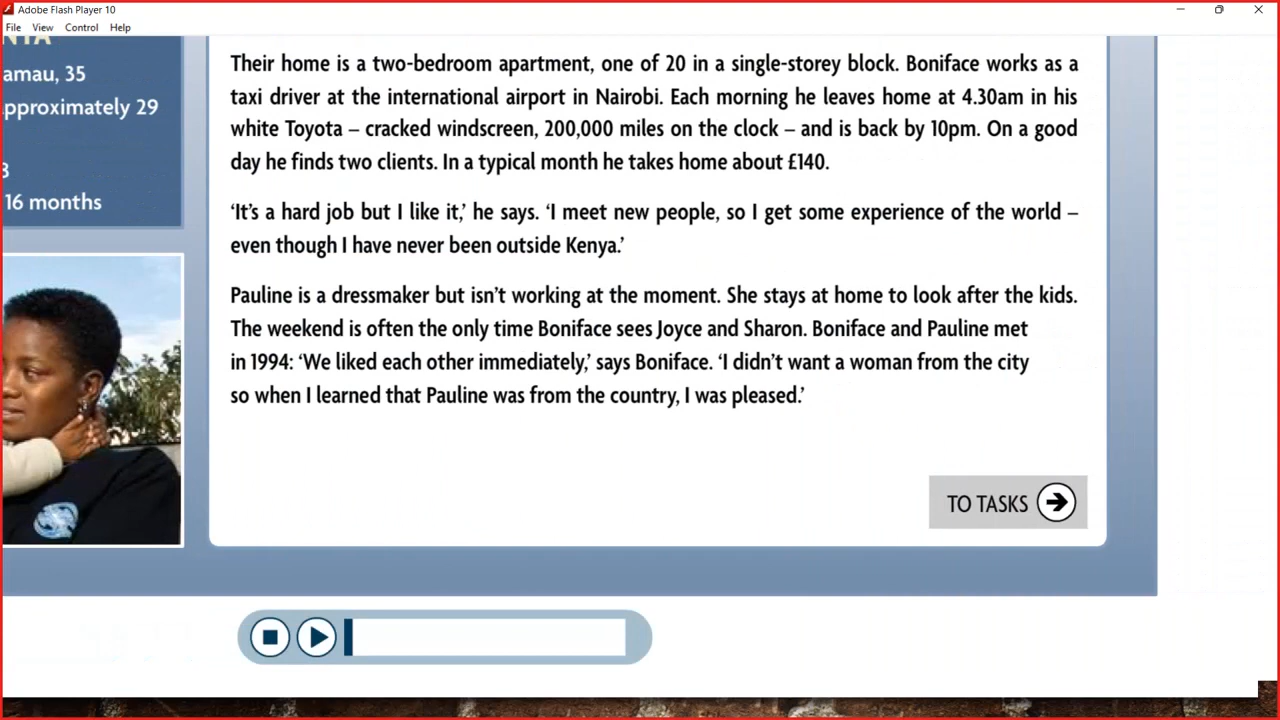 Adobe Flash Player 10
File View Control Help
NYA
amau, 35
pproximately 29
3
16 months
Their home is a two-bedroom apartment, one of 20 in a single-storey block. Boniface works as a
taxi driver at the international airport in Nairobi. Each morning he leaves home at 4.30am in his
white Toyota – cracked windscreen, 200,000 miles on the clock – and is back by 10pm. On a good
day he finds two clients. In a typical month he takes home about £140.
‘It’s a hard job but I like it,’ he says. ‘I meet new people, so I get some experience of the world –
even though I have never been outside Kenya.’
Pauline is a dressmaker but isn’t working at the moment. She stays at home to look after the kids.
The weekend is often the only time Boniface sees Joyce and Sharon. Boniface and Pauline met
in 1994: ‘We liked each other immediately,’ says Boniface. ‘I didn’t want a woman from the city
so when I learned that Pauline was from the country, I was pleased.’
TO TASKS